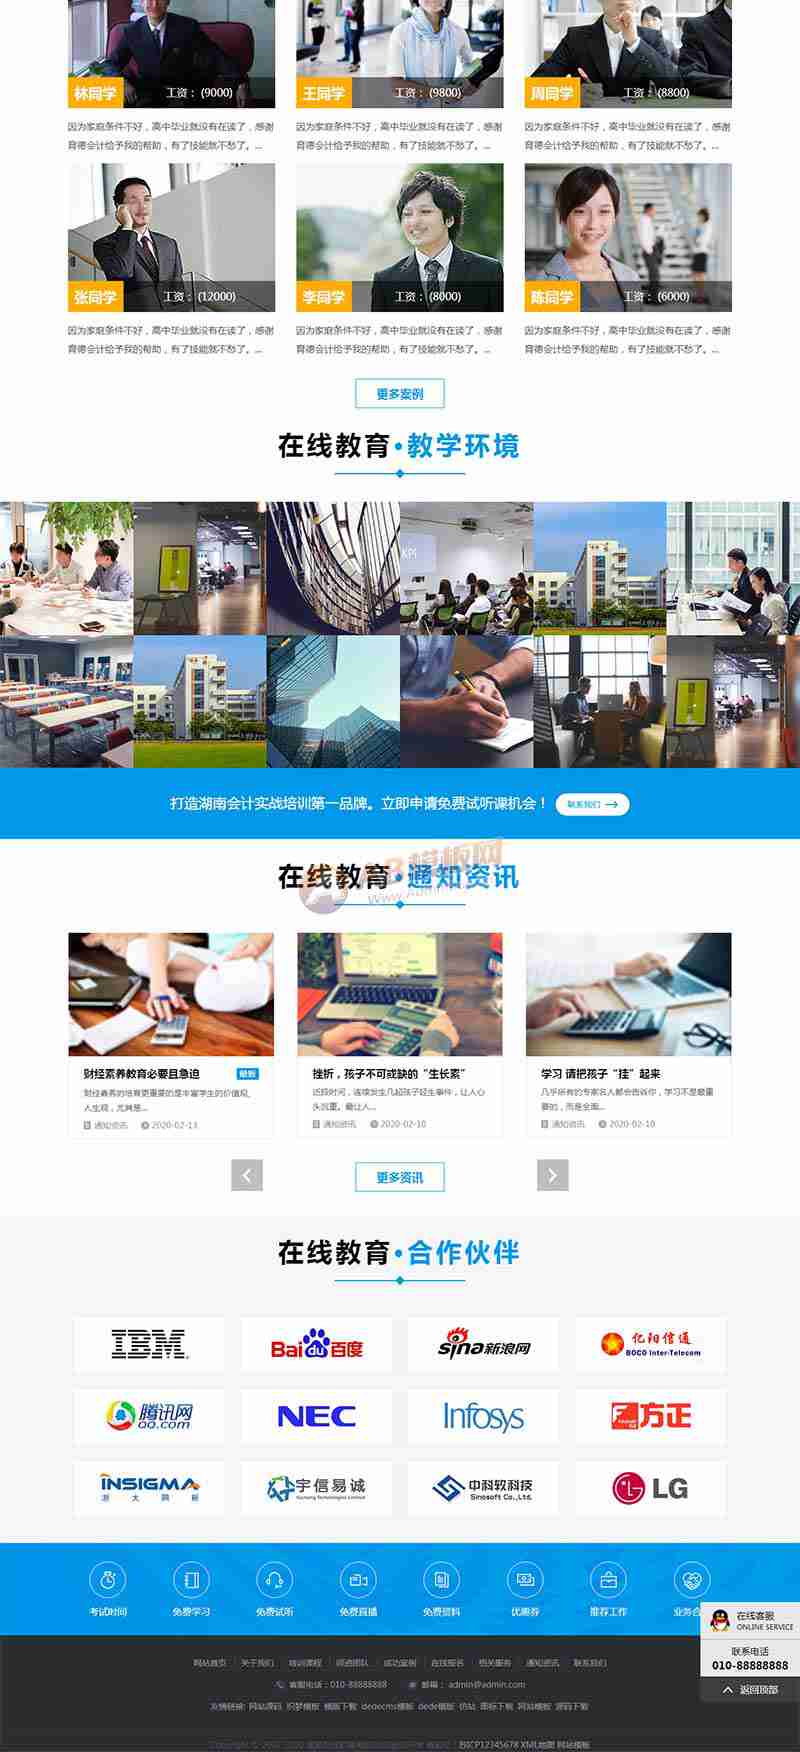 林同学 工资： (9000)
王同学 工资： (9800)
周同学 工资： (8800)
因为家庭条件不好，高中毕业就没有在读了，感谢
育德会计给予我的帮助，有了技能就不愁了。...
因为家庭条件不好，高中毕业就没有在读了，感谢
育德会计给予我的帮助，有了技能就不愁了。...
因为家庭条件不好，高中毕业就没有在读了，感谢
育德会计给予我的帮助，有了技能就不愁了。...
张同学 工资： (12000)
李同学 工资： (8000)
陈同学 工资： (6000)
因为家庭条件不好，高中毕业就没有在读了，感谢
育德会计给予我的帮助，有了技能就不愁了。...
因为家庭条件不好，高中毕业就没有在读了，感谢
育德会计给予我的帮助，有了技能就不愁了。...
因为家庭条件不好，高中毕业就没有在读了，感谢
育德会计给予我的帮助，有了技能就不愁了。...
更多案例
在线教育·教学环境
KPI
打造湖南会计实战培训第一品牌。立即申请免费试听课机会！ 联系我们
在线教育·通知资讯
模板网
财经素养教育必要且急迫 最新
财经素养的培育更重要的是丰富学生的价值观,
人生观，尤其是...
通知资讯 2020-02-13
挫折，孩子不可或缺的“生长素”
近段时间，连续发生几起孩子轻生事件，让人心
头沉重。最让人...
通知资讯 2020-02-10
学习 请把孩子“挂”起来
几乎所有的专家名人都会告诉你，学习不是最重
要的，而是全面...
通知资讯 2020-02-10
更多资讯
在线教育·合作伙伴
IBM
Bai du 百度
sina新浪网
亿阳信通
BOCO Inter-Telecom
腾讯网
QQ.com
NEC
Infosys
方正
INSIGMA
浙大网新
宇信易诚
Yuchengtechnologies Limited
中科软科技
Sinosoft Co.,Ltd.
LG
考试时间
免费学习
免费试听
免费直播
免费资料
优惠券
推荐工作
业务合
在线客服
ONLINE SERVICE
联系电话
010-88888888
返回顶部
网站首页 关于我们 培训课程 师资团队 成功案例 在线报名 相关服务 通知资讯 联系我们
客服电话：010-88888888 邮箱： admin@admin.com
友情链接: 网站源码 织梦模板 模版下载 dedecms模板 dede模版 仿站 图标下载 网站模板 源码下载
苏ICP12345678 XML地图 网站模板